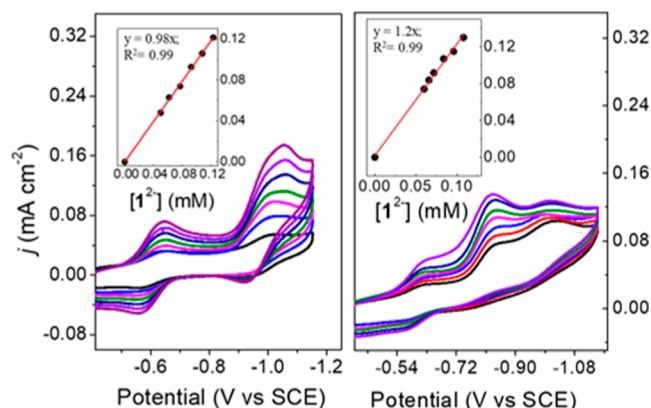 0.32
0.24
0.16
0.08
0.00
-0.08
j (mA cm⁻²)
y = 0.98x;
R²= 0.99
0.12
0.08
0.04
0.00
0.00 0.04 0.08 0.12
[1²⁻] (mM)
-0.6 -0.8 -1.0 -1.2
Potential (V vs SCE)
y = 1.2x;
R²= 0.99
0.12
0.08
0.04
0.00
0.00 0.05 0.10
[1²⁻] (mM)
0.32
0.24
0.16
0.08
0.00
-0.54 -0.72 -0.90 -1.08
Potential (V vs SCE)